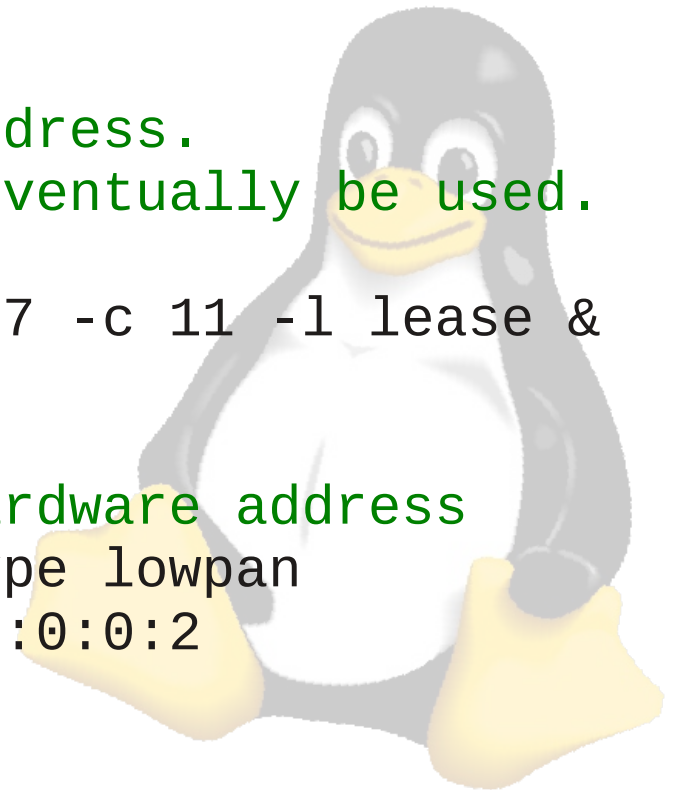 dress.
ventually be used.
7 -c 11 -l lease &
rdware address
pe lowpan
:0:0:2